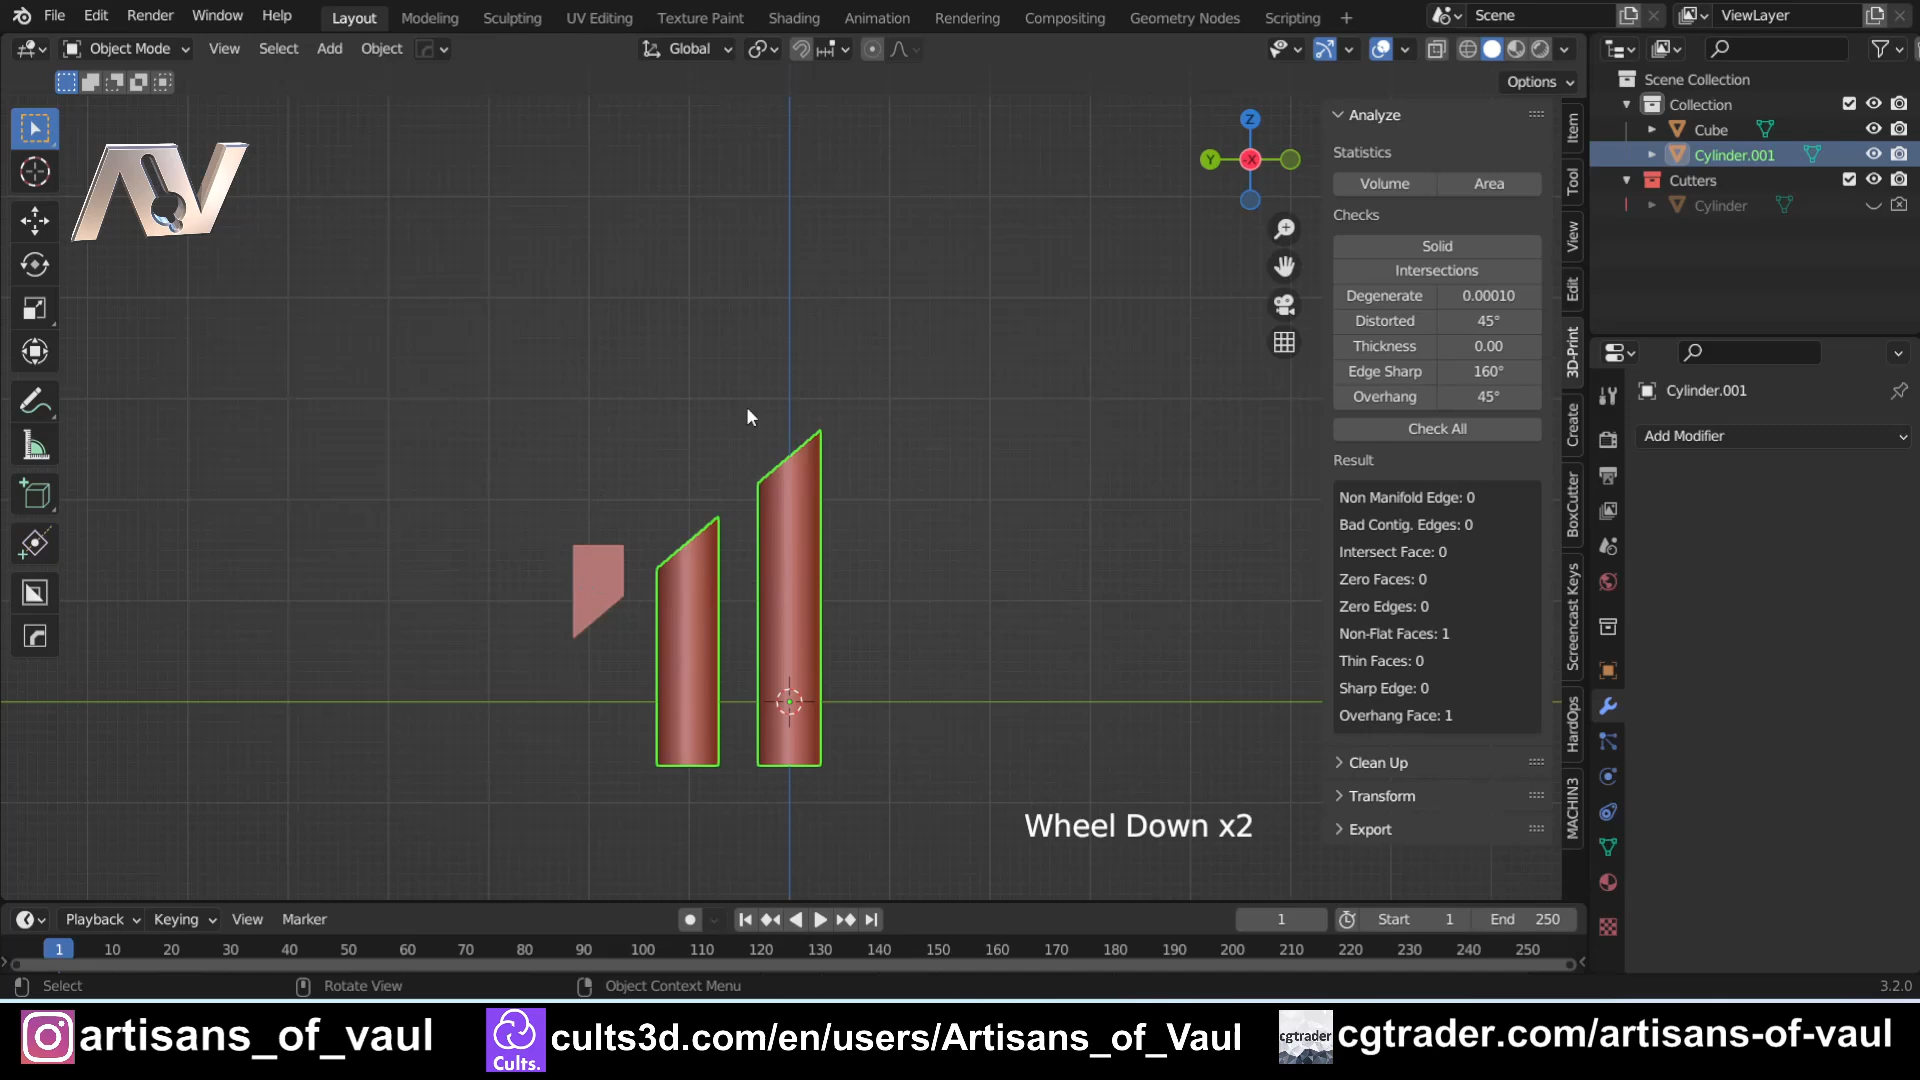 File Edit Render Window Help Layout Modeling Sculpting UV Editing Texture Paint Shading Animation Rendering Compositing Geometry Nodes Scripting + Scene ViewLayer
Object Mode View Select Add Object Global
Options
Scene Collection
Collection
Cube
Cylinder.001
Cutters
Cylinder
AV
Z
Y
-X
Analyze
Statistics
Volume Area
Checks
Solid
Intersections
Degenerate 0.00010
Distorted 45°
Thickness 0.00
Edge Sharp 160°
Overhang 45°
Check All
Result
Non Manifold Edge: 0
Bad Contig. Edges: 0
Intersect Face: 0
Zero Faces: 0
Zero Edges: 0
Non-Flat Faces: 1
Thin Faces: 0
Sharp Edge: 0
Overhang Face: 1
Clean Up
Transform
Export
Item
Tool
View
Edit
3D-Print
Create
BoxCutter
Screencast Keys
HardOps
MACHIN3
Cylinder.001
Add Modifier
Wheel Down x2
Playback Keying View Marker 1 Start 1 End 250
1 10 20 30 40 50 60 70 80 90 100 110 120 130 140 150 160 170 180 190 200 210 220 230 240 250
Select Rotate View Object Context Menu 3.2.0
artisans_of_vaul
Cults.
cults3d.com/en/users/Artisans_of_Vaul
cgtrader
cgtrader.com/artisans-of-vaul